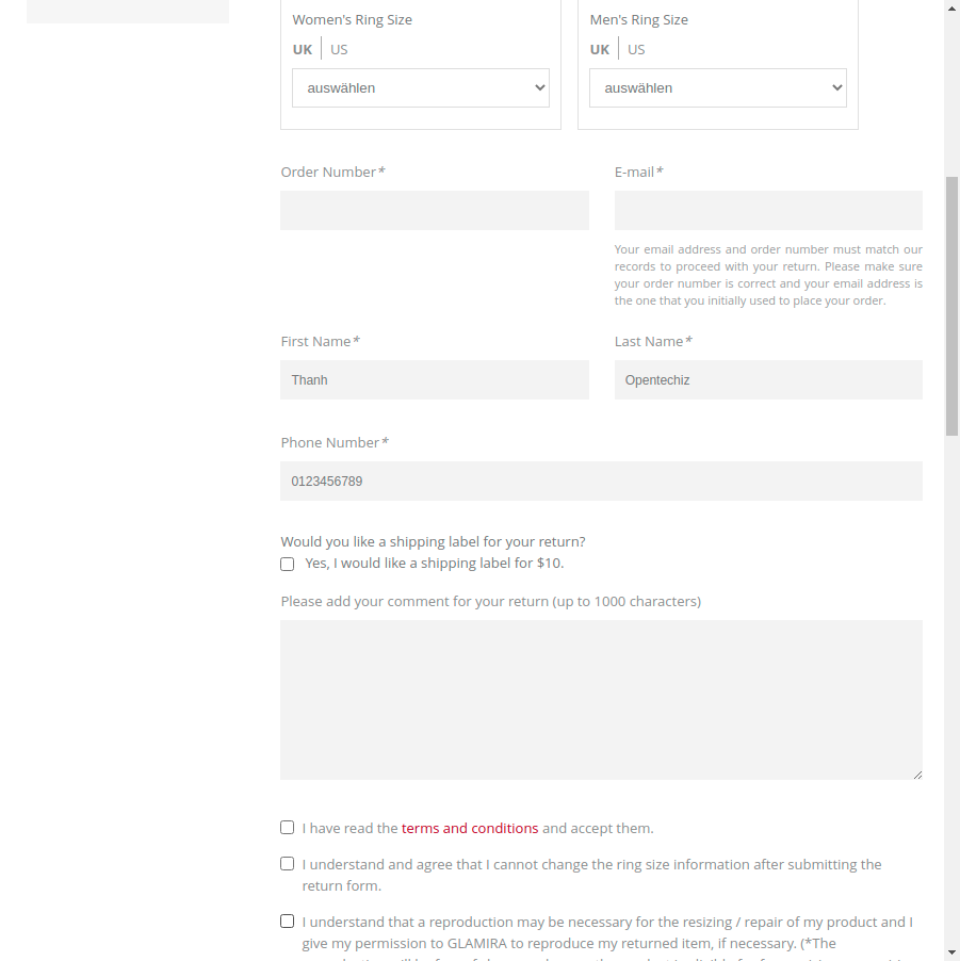 Women's Ring Size
Men's Ring Size
UK | US
UK | US
auswählen
auswählen
Order Number*
E-mail*
Your email address and order number must match our
records to proceed with your return. Please make sure
your order number is correct and your email address is
the one that you initially used to place your order.
First Name*
Last Name*
Thanh
Opentechiz
Phone Number*
0123456789
Would you like a shipping label for your return?
Yes, I would like a shipping label for $10.
Please add your comment for your return (up to 1000 characters)
I have read the terms and conditions and accept them.
I understand and agree that I cannot change the ring size information after submitting the
return form.
I understand that a reproduction may be necessary for the resizing / repair of my product and I
give my permission to GLAMIRA to reproduce my returned item, if necessary. (*The